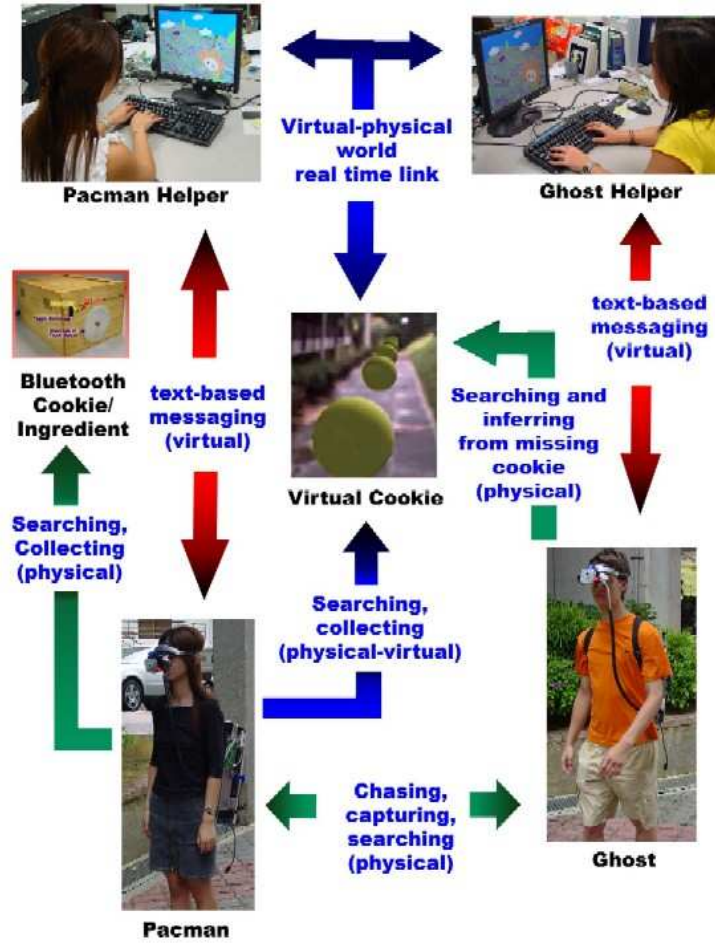 Virtual-physical
world
real time link
Pacman Helper
Ghost Helper
text-based
messaging
(virtual)
Bluetooth
Cookie/
Ingredient
text-based
messaging
(virtual)
Searching and
inferring
from missing
cookie
(physical)
Virtual Cookie
Searching,
Collecting
(physical)
Searching,
collecting
(physical-virtual)
Chasing,
capturing,
searching
(physical)
Ghost
Pacman